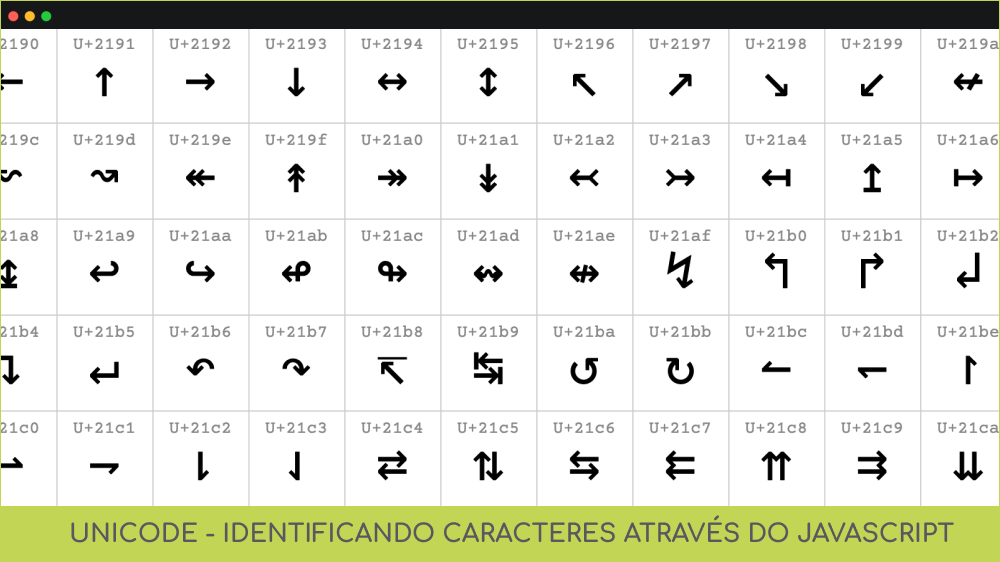 2190 U+2191 U+2192 U+2193 U+2194 U+2195 U+2196 U+2197 U+2198 U+2199 U+219a
← ↑ → ↓ ↔ ↕ ↖ ↗ ↘ ↙ ↚
219c U+219d U+219e U+219f U+21a0 U+21a1 U+21a2 U+21a3 U+21a4 U+21a5 U+21a6
↜ ↝ ↞ ↟ ↠ ↡ ↢ ↣ ↤ ↥ ↦
21a8 U+21a9 U+21aa U+21ab U+21ac U+21ad U+21ae U+21af U+21b0 U+21b1 U+21b2
↨ ↩ ↪ ↫ ↬ ↭ ↮ ↯ ↰ ↱ ↲
21b4 U+21b5 U+21b6 U+21b7 U+21b8 U+21b9 U+21ba U+21bb U+21bc U+21bd U+21be
↴ ↵ ↶ ↷ ↸ ↹ ↺ ↻ ↼ ↽ ↾
21c0 U+21c1 U+21c2 U+21c3 U+21c4 U+21c5 U+21c6 U+21c7 U+21c8 U+21c9 U+21ca
⇀ ⇁ ⇂ ⇃ ⇄ ⇅ ⇆ ⇇ ⇈ ⇉ ⇊
UNICODE - IDENTIFICANDO CARACTERES ATRAVÉS DO JAVASCRIPT